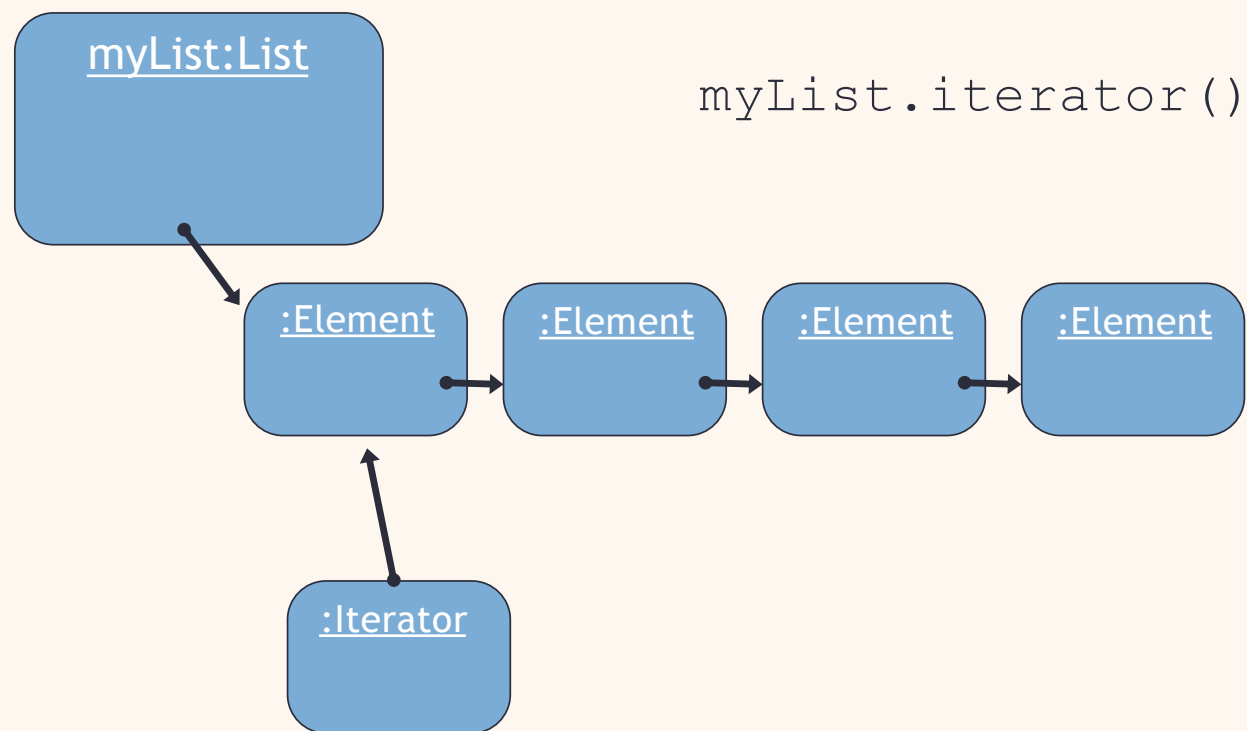 myList:List
myList.iterator()
:Element
:Element
:Element
:Element
:Iterator